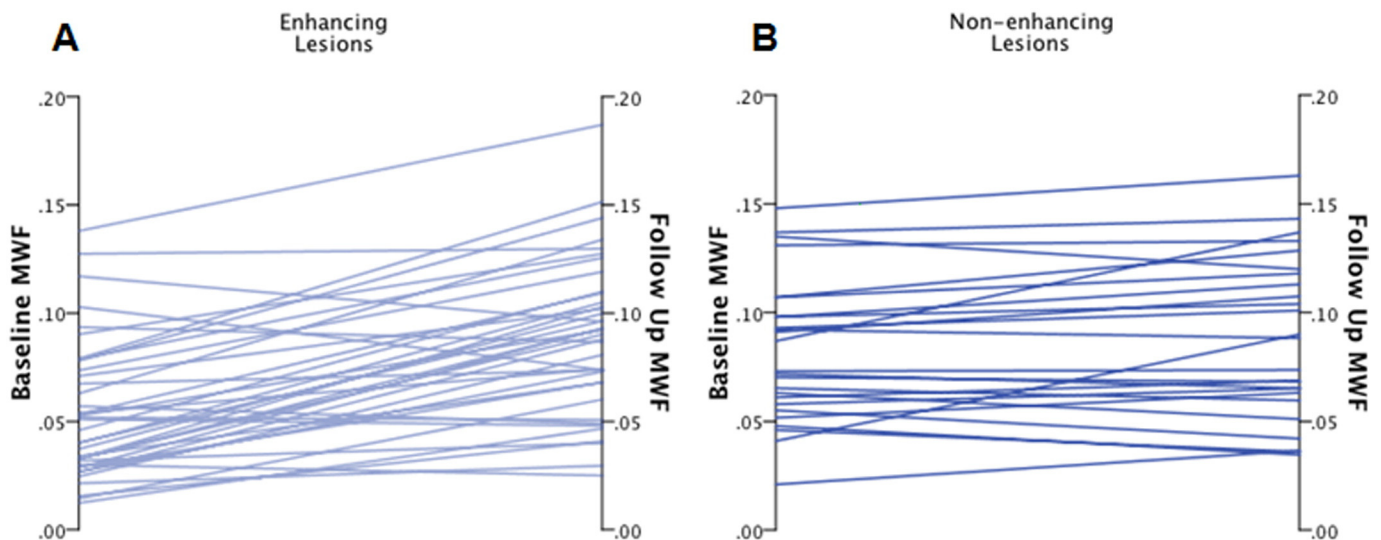 A
Enhancing
Lesions
Baseline MWF
.20
.15
.10
.05
.00
.20
.15
.10
.05
.00
Follow Up MWF
B
Non-enhancing
Lesions
Baseline MWF
.20
.15
.10
.05
.00
.20
.15
.10
.05
.00
Follow Up MWF